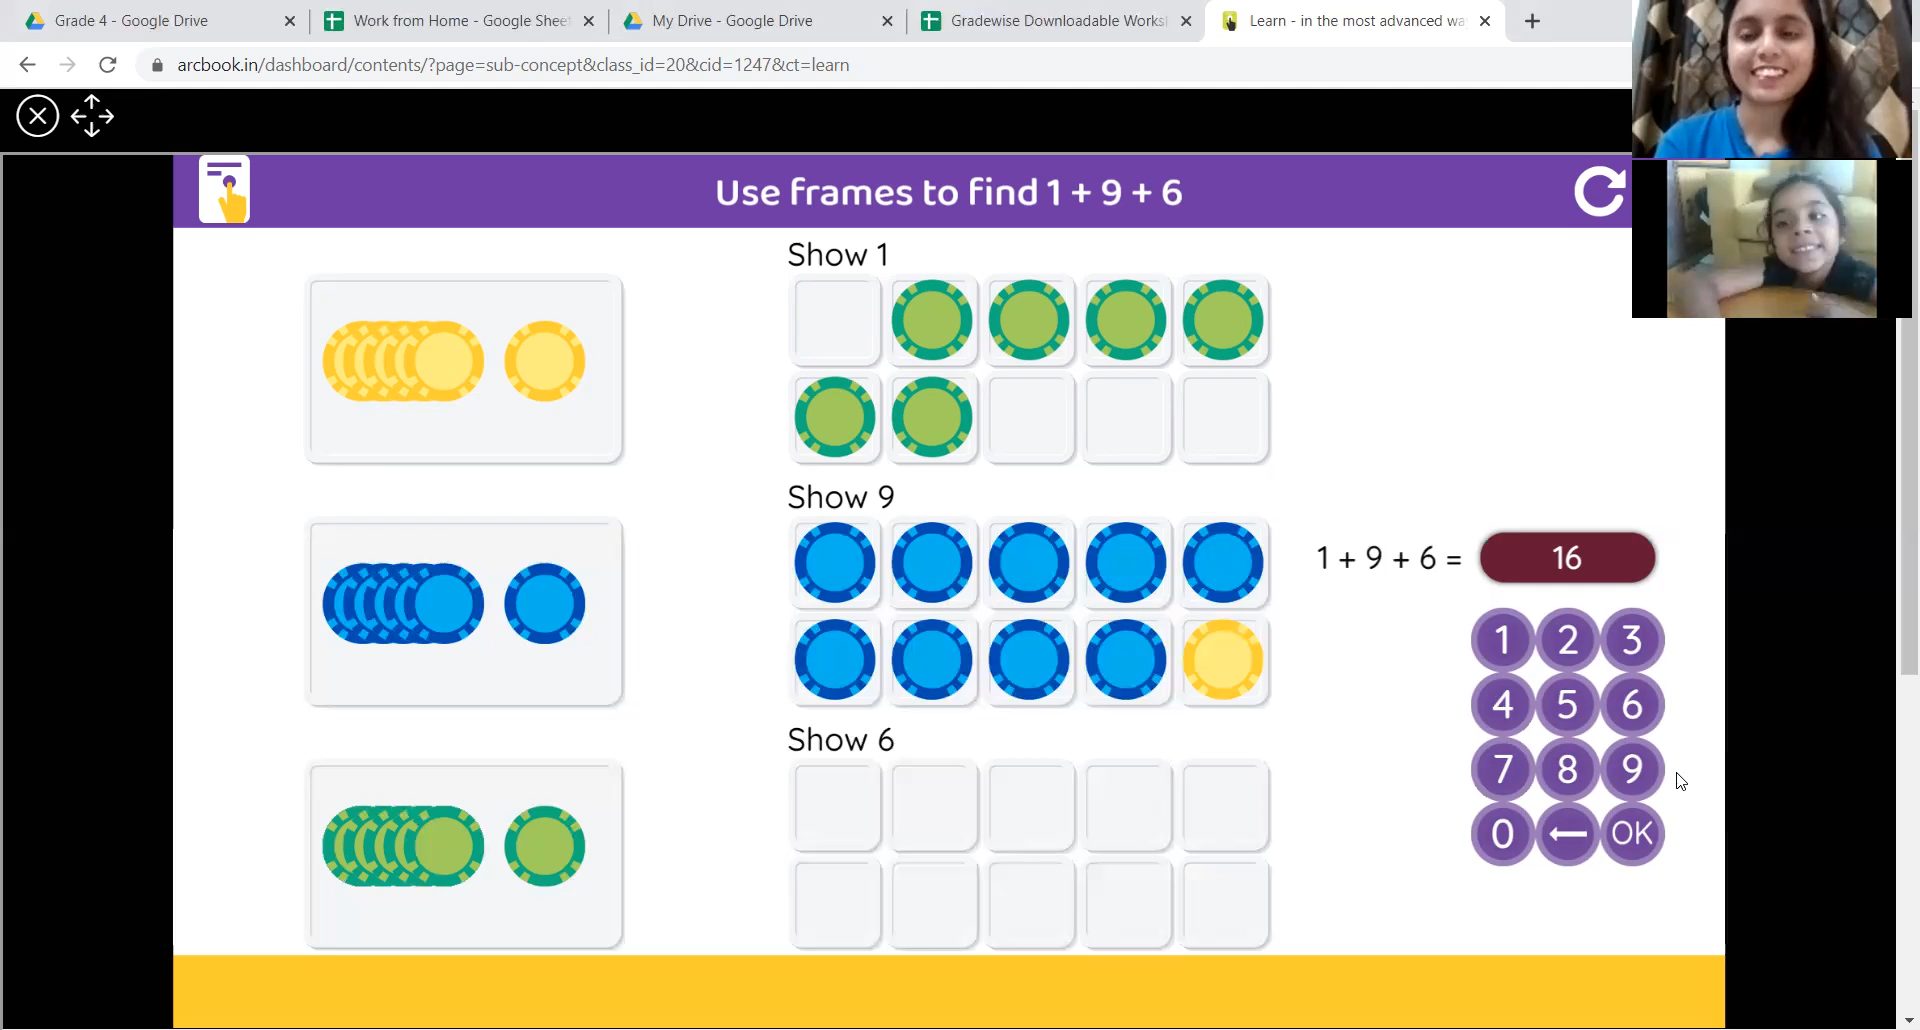 Grade 4 - Google Drive
Work from Home - Google Shee
My Drive - Google Drive
Gradewise Downloadable Works
Learn - in the most advanced wa
arcbook.in/dashboard/contents/?page=sub-concept&class_id=20&cid=1247&ct=learn
Use frames to find 1 + 9 + 6
Show 1
Show 9
1 + 9 + 6 = 16
1 2 3
4 5 6
Show 6
7 8 9
0 ← OK